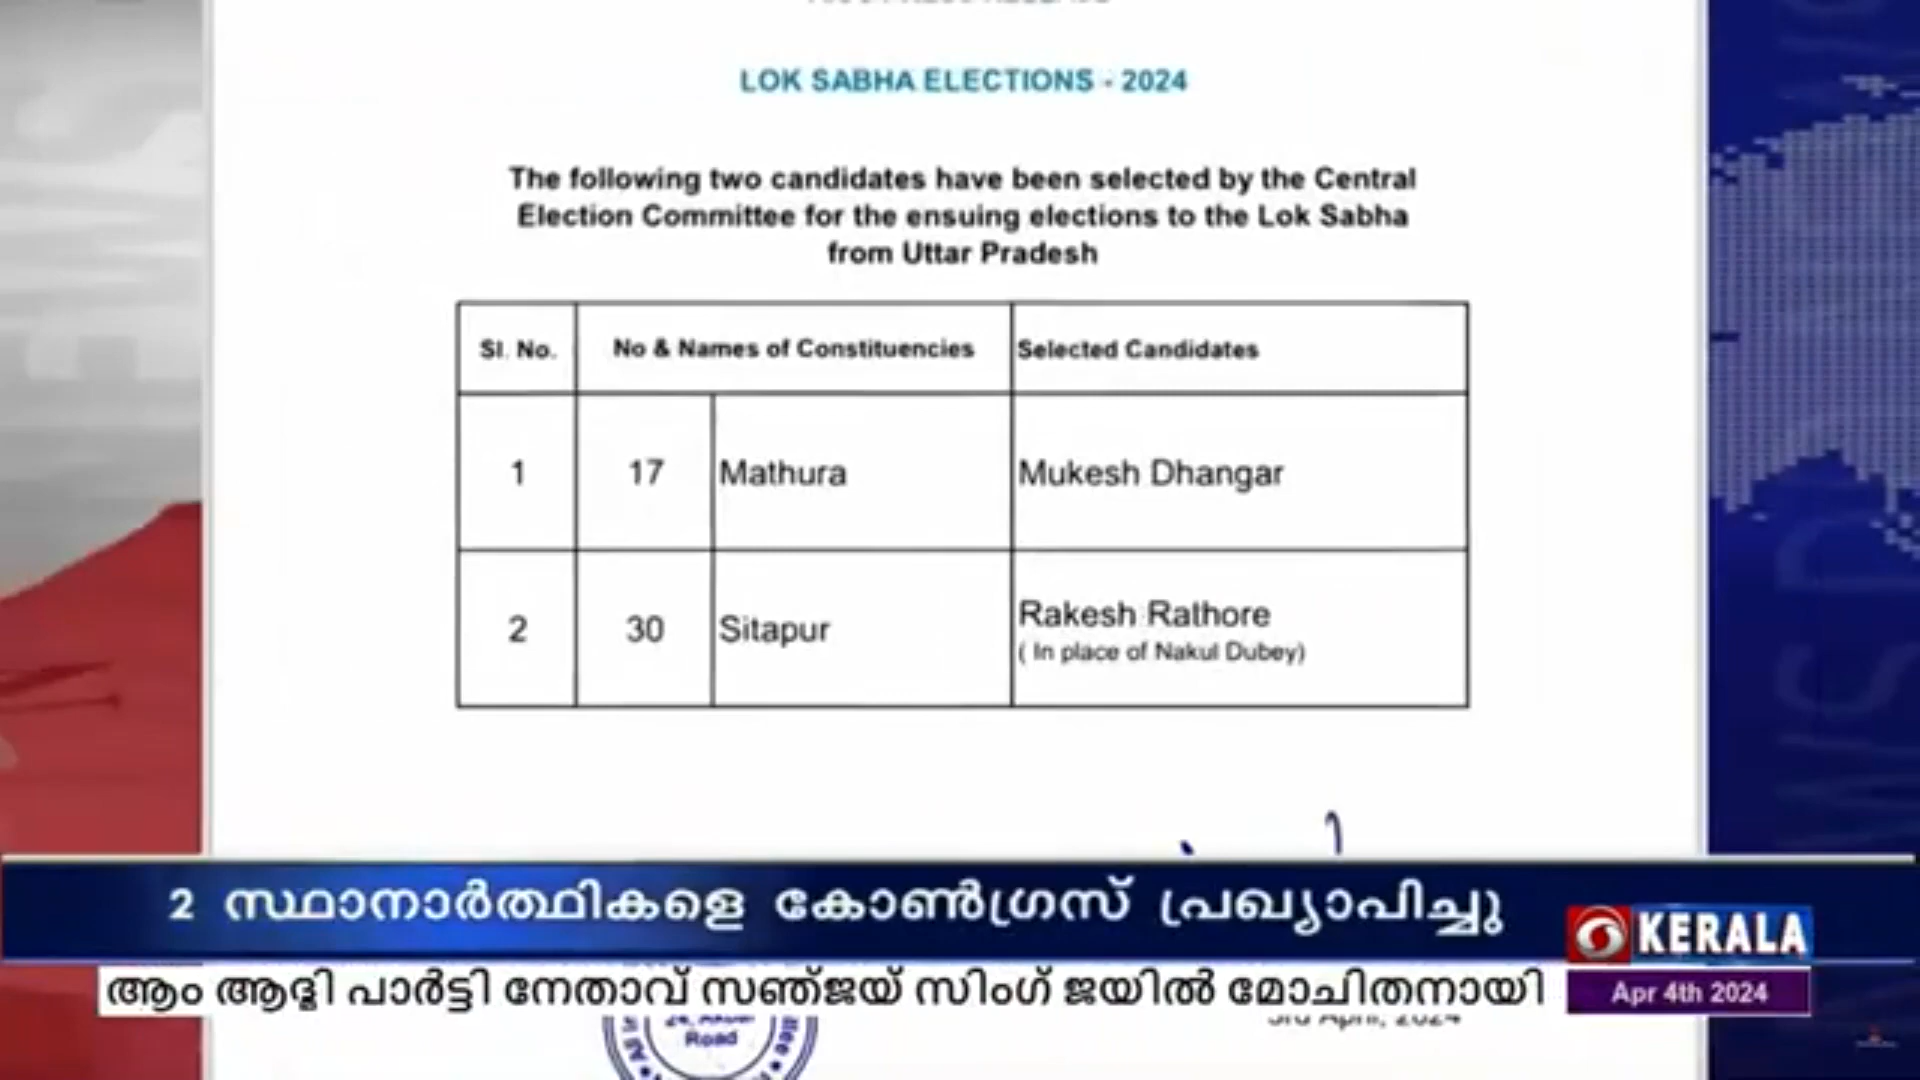 LOK SABHA ELECTIONS - 2024
The following two candidates have been selected by the Central
Election Committee for the ensuing elections to the Lok Sabha
from Uttar Pradesh
Sl. No. No & Names of Constituencies Selected Candidates
1 17 Mathura Mukesh Dhangar
2 30 Sitapur Rakesh Rathore
( In place of Nakul Dubey)
2 സ്ഥാനാർത്ഥികളെ കോൺഗ്രസ് പ്രഖ്യാപിച്ചു
KERALA
ആം ആദ്മി പാർട്ടി നേതാവ് സഞ്ജയ് സിംഗ് ജയിൽ മോചിതനായി
Apr 4th 2024
3rd April, 2024
Road